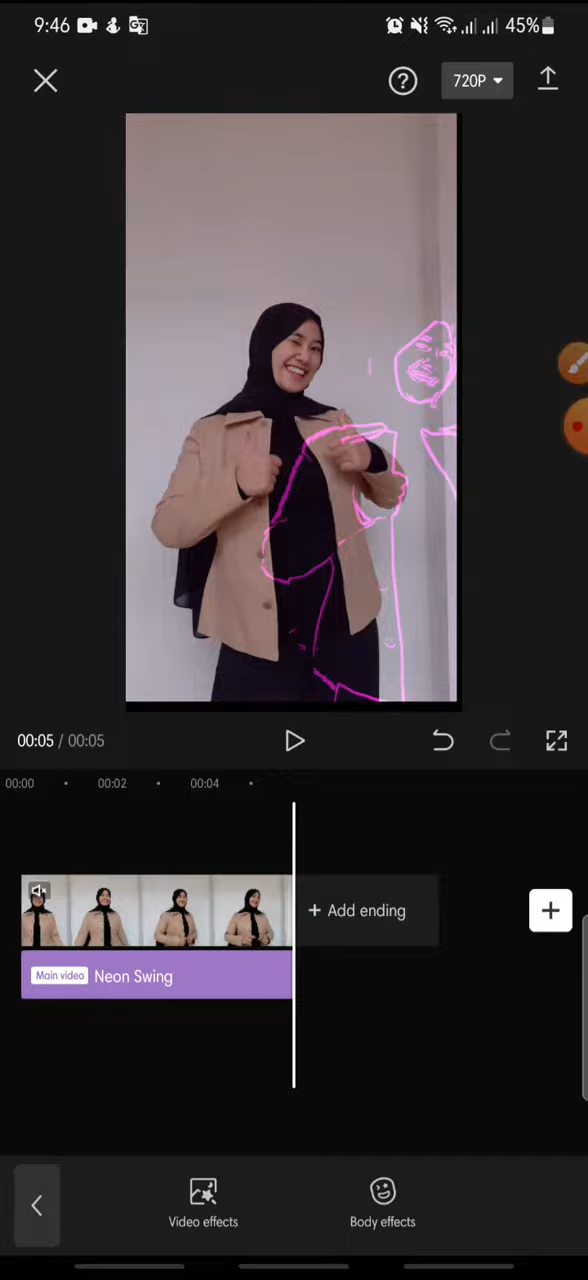 9:46
45%
720P
00:05 / 00:05
00:00
00:02
00:04
+ Add ending
Main video Neon Swing
Video effects
Body effects